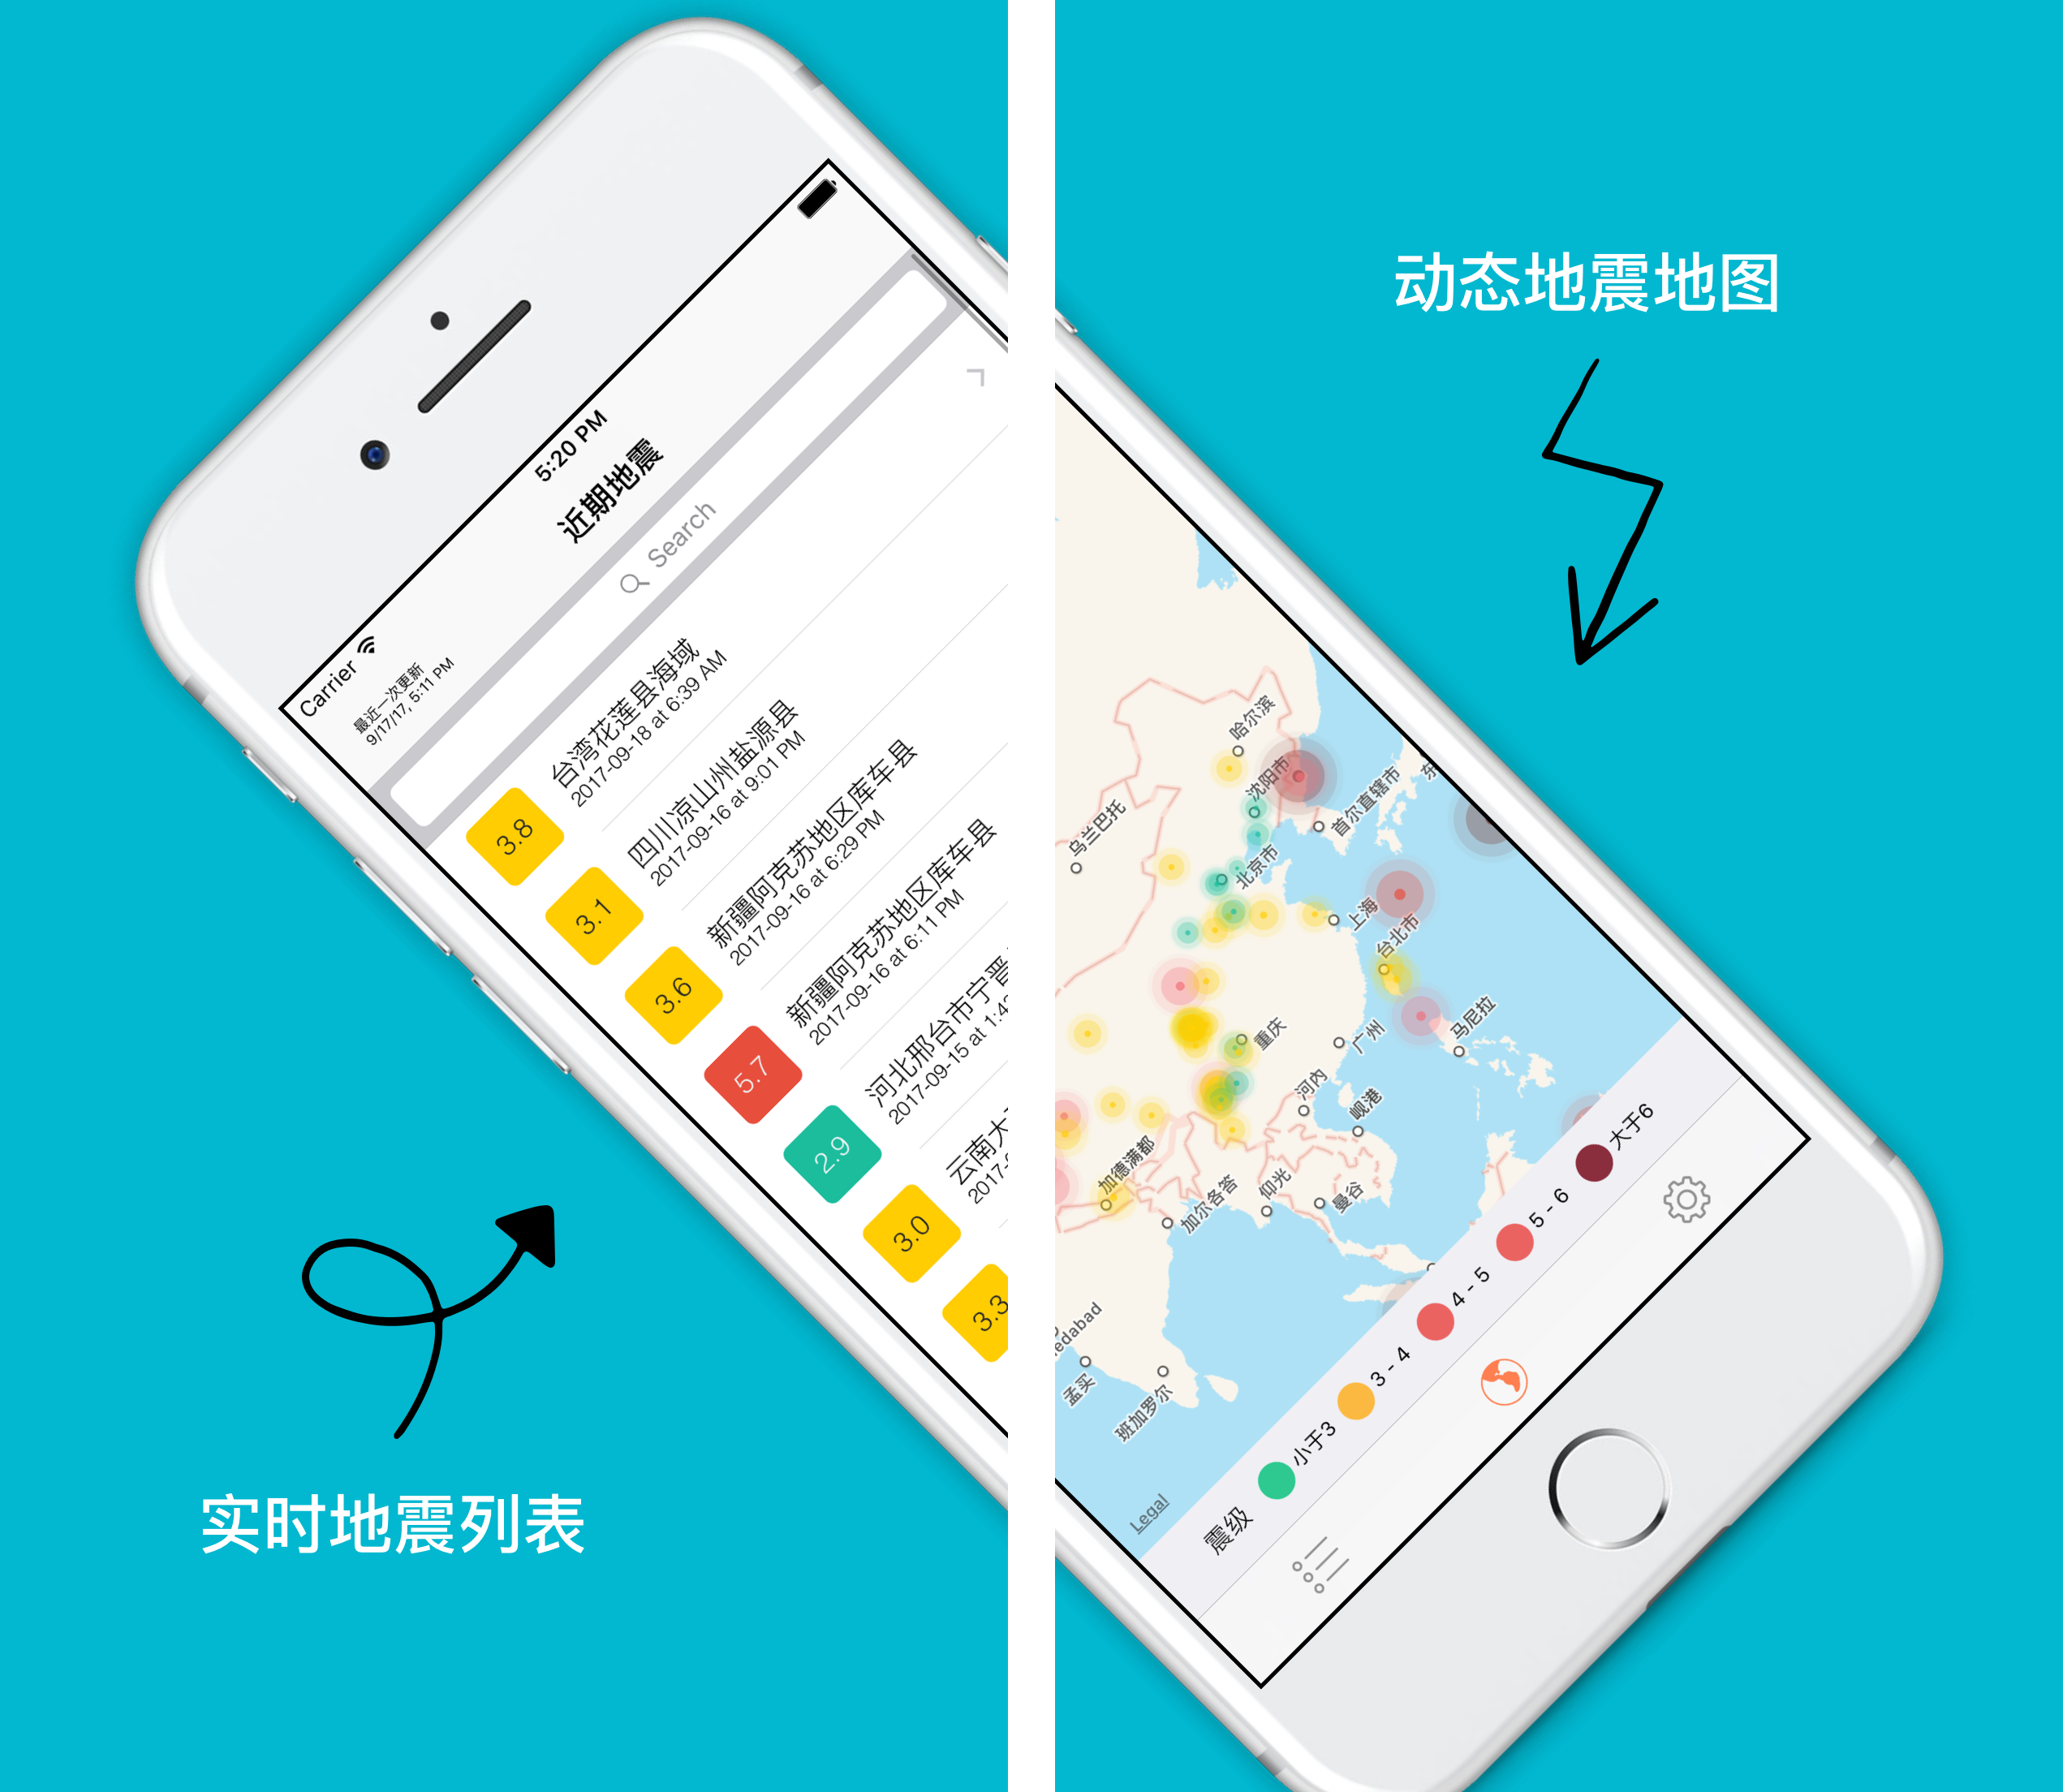 Carrier
5:20 PM
最近一次更新
9/17/17, 5:11 PM
近期地震
Search
3.8
台湾花莲县海域
2017-09-18 at 6:39 AM
3.1
四川凉山州盐源县
2017-09-16 at 9:01 PM
3.6
新疆阿克苏地区库车县
2017-09-16 at 6:29 PM
5.7
新疆阿克苏地区库车县
2017-09-16 at 6:11 PM
2.9
河北邢台市宁晋
2017-09-15 at 1:4
3.0
云南大
2017-
3.3
实时地震列表
动态地震地图
哈尔滨
沈阳市
首尔直辖市
东
乌兰巴托
北京市
上海
台北市
重庆
广州
马尼拉
河内
岘港
加德满都
加尔各答
仰光
曼谷
edabad
孟买
班加罗尔
Legal
震级
小于3
3 - 4
4 - 5
5 - 6
大于6